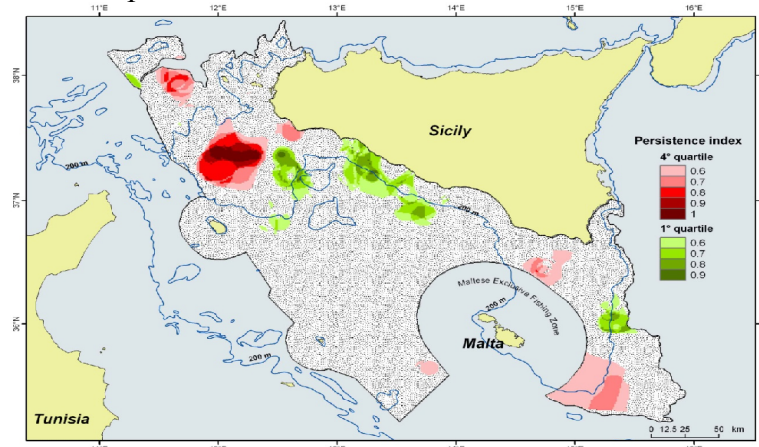 11°E 12°E 13°E 14°E 15°E 16°E
38°N
Sicily
Persistence index
4° quartile
0.6
0.7
0.8
0.9
1
1° quartile
0.6
0.7
0.8
0.9
200 m
37°N
200 m
Maltese Exclusive Fishing Zone
200 m
36°N
Malta
200 m
Tunisia
0 12.5 25 50 km